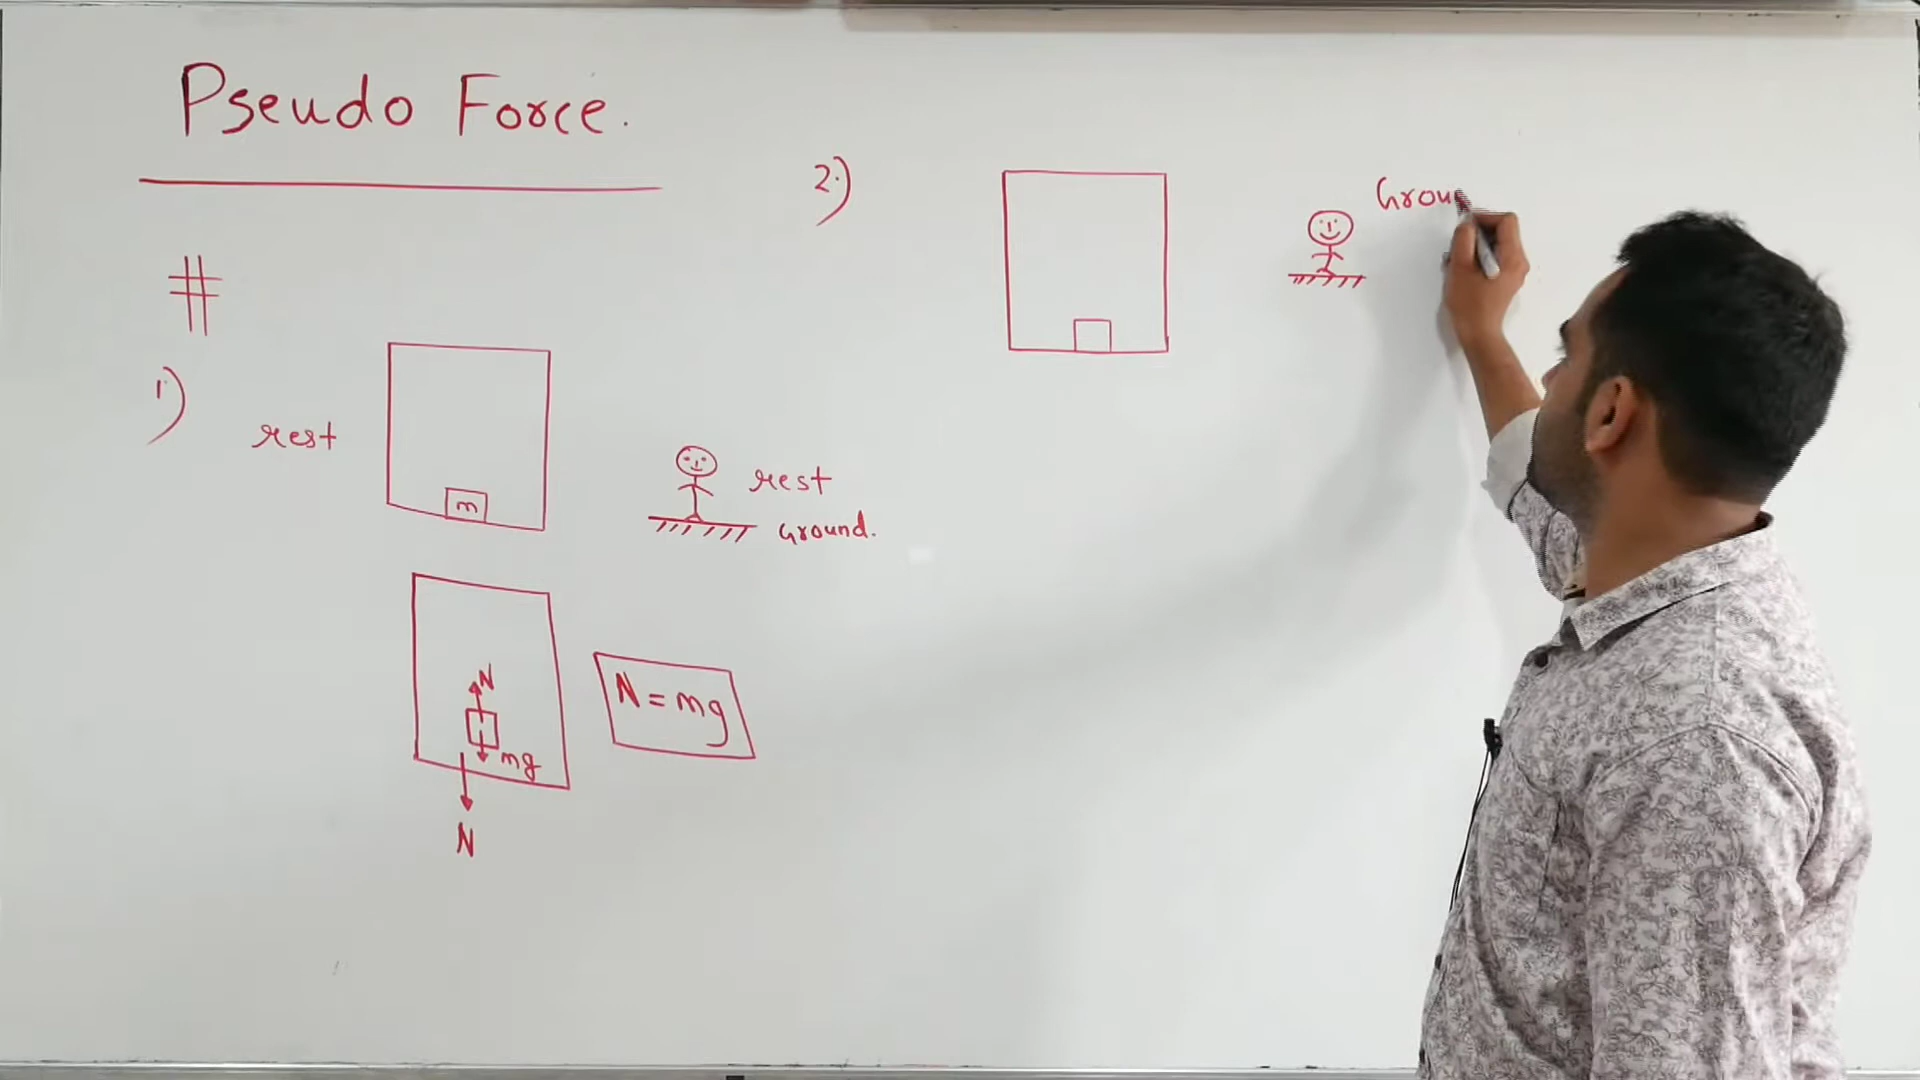 Pseudo Force.
#
1)
rest
m
rest
Ground.
N
mg
N
N = mg
2)
Grou